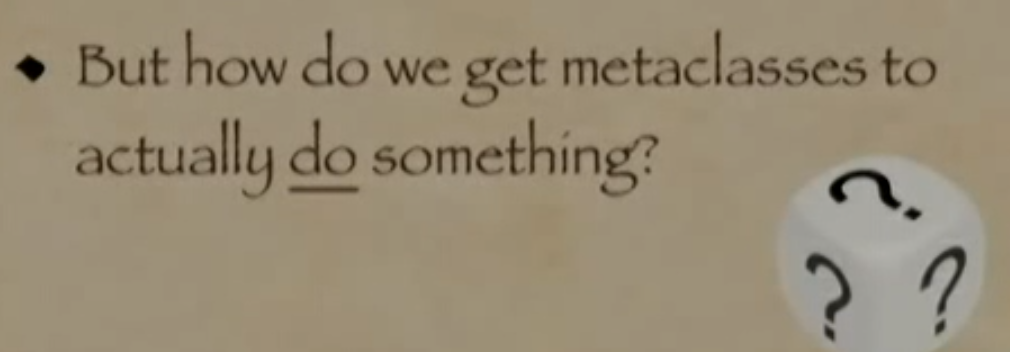 But how do we get metaclasses to
actually do something?
?
? ?